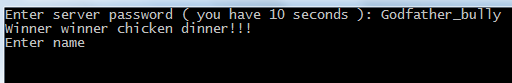 Enter server password ( you have 10 seconds ): Godfather_bully
Winner winner chicken dinner!!!
Enter name